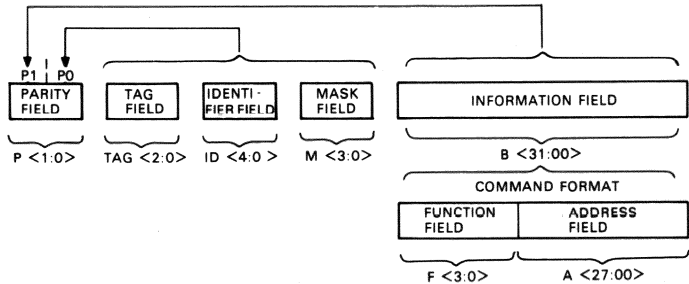 P1 P0
PARITY
FIELD
TAG
FIELD
IDENTI-
FIER FIELD
MASK
FIELD
INFORMATION FIELD
P <1:0>
TAG <2:0>
ID <4:0 >
M <3:0>
B <31:00>
COMMAND FORMAT
FUNCTION
FIELD
ADDRESS
FIELD
F <3:0>
A <27:00>